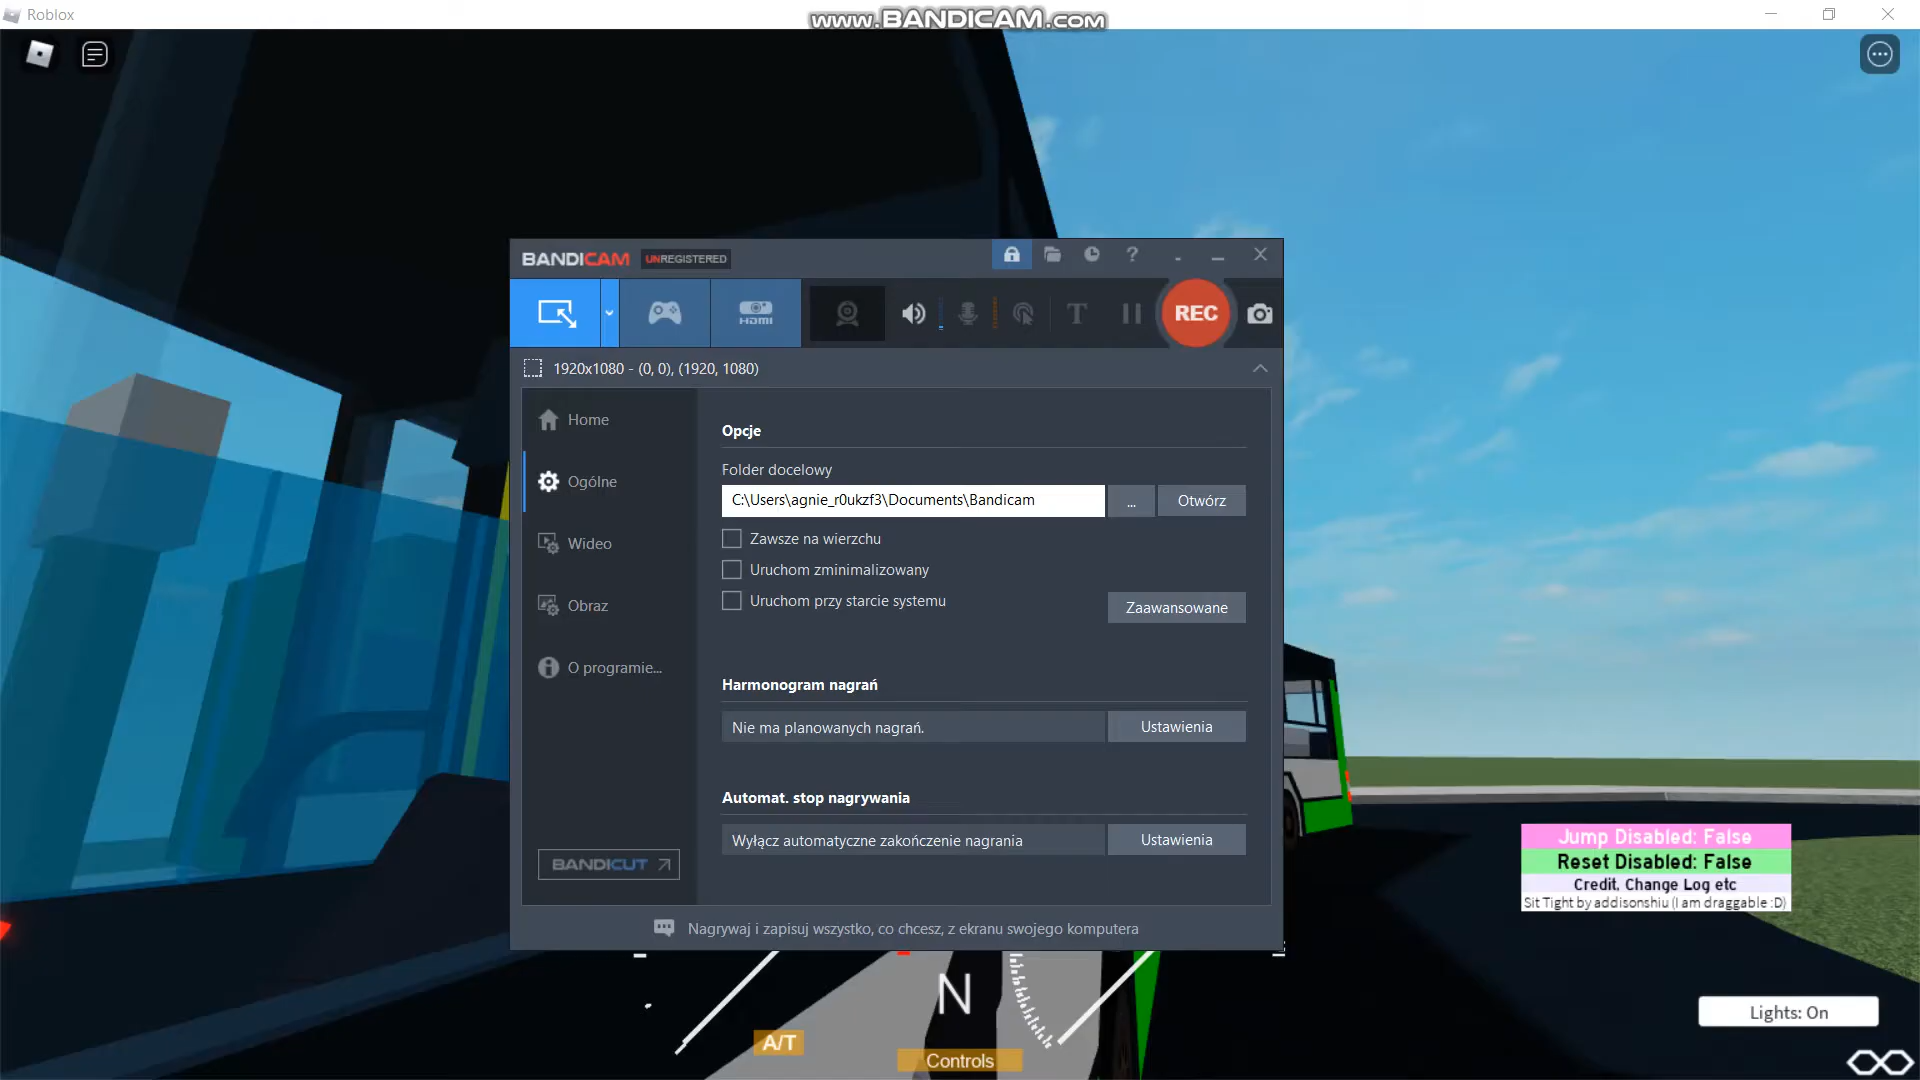 Roblox
www.BANDICAM.com
BANDICAM UNREGISTERED
?
HDMI
T
REC
1920x1080 - (0, 0), (1920, 1080)
Home
Ogólne
Wideo
Obraz
O programie...
BANDICUT
Opcje
Folder docelowy
C:\Users\agnie_r0ukzf3\Documents\Bandicam
...
Otwórz
Zawsze na wierzchu
Uruchom zminimalizowany
Uruchom przy starcie systemu
Zaawansowane
Harmonogram nagrań
Nie ma planowanych nagrań.
Ustawienia
Automat. stop nagrywania
Wyłącz automatyczne zakończenie nagrania
Ustawienia
Nagrywaj i zapisuj wszystko, co chcesz, z ekranu swojego komputera
Jump Disabled: False
Reset Disabled: False
Credit, Change Log etc
Sit Tight by addisonshiu (I am draggable :D)
N
A/T
Controls
Lights: On